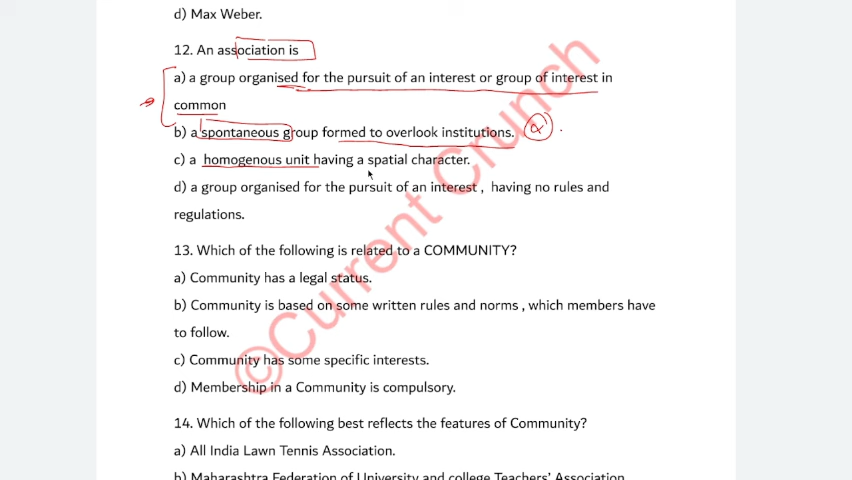 d) Max Weber.
12. An association is
a) a group organised for the pursuit of an interest or group of interest in
common
b) a spontaneous group formed to overlook institutions.
c) a homogenous unit having a spatial character.
d) a group organised for the pursuit of an interest , having no rules and
regulations.
13. Which of the following is related to a COMMUNITY?
a) Community has a legal status.
b) Community is based on some written rules and norms , which members have
to follow.
c) Community has some specific interests.
d) Membership in a Community is compulsory.
14. Which of the following best reflects the features of Community?
a) All India Lawn Tennis Association.
b) Maharashtra Federation of University and college Teachers' Association
©Current Crunch